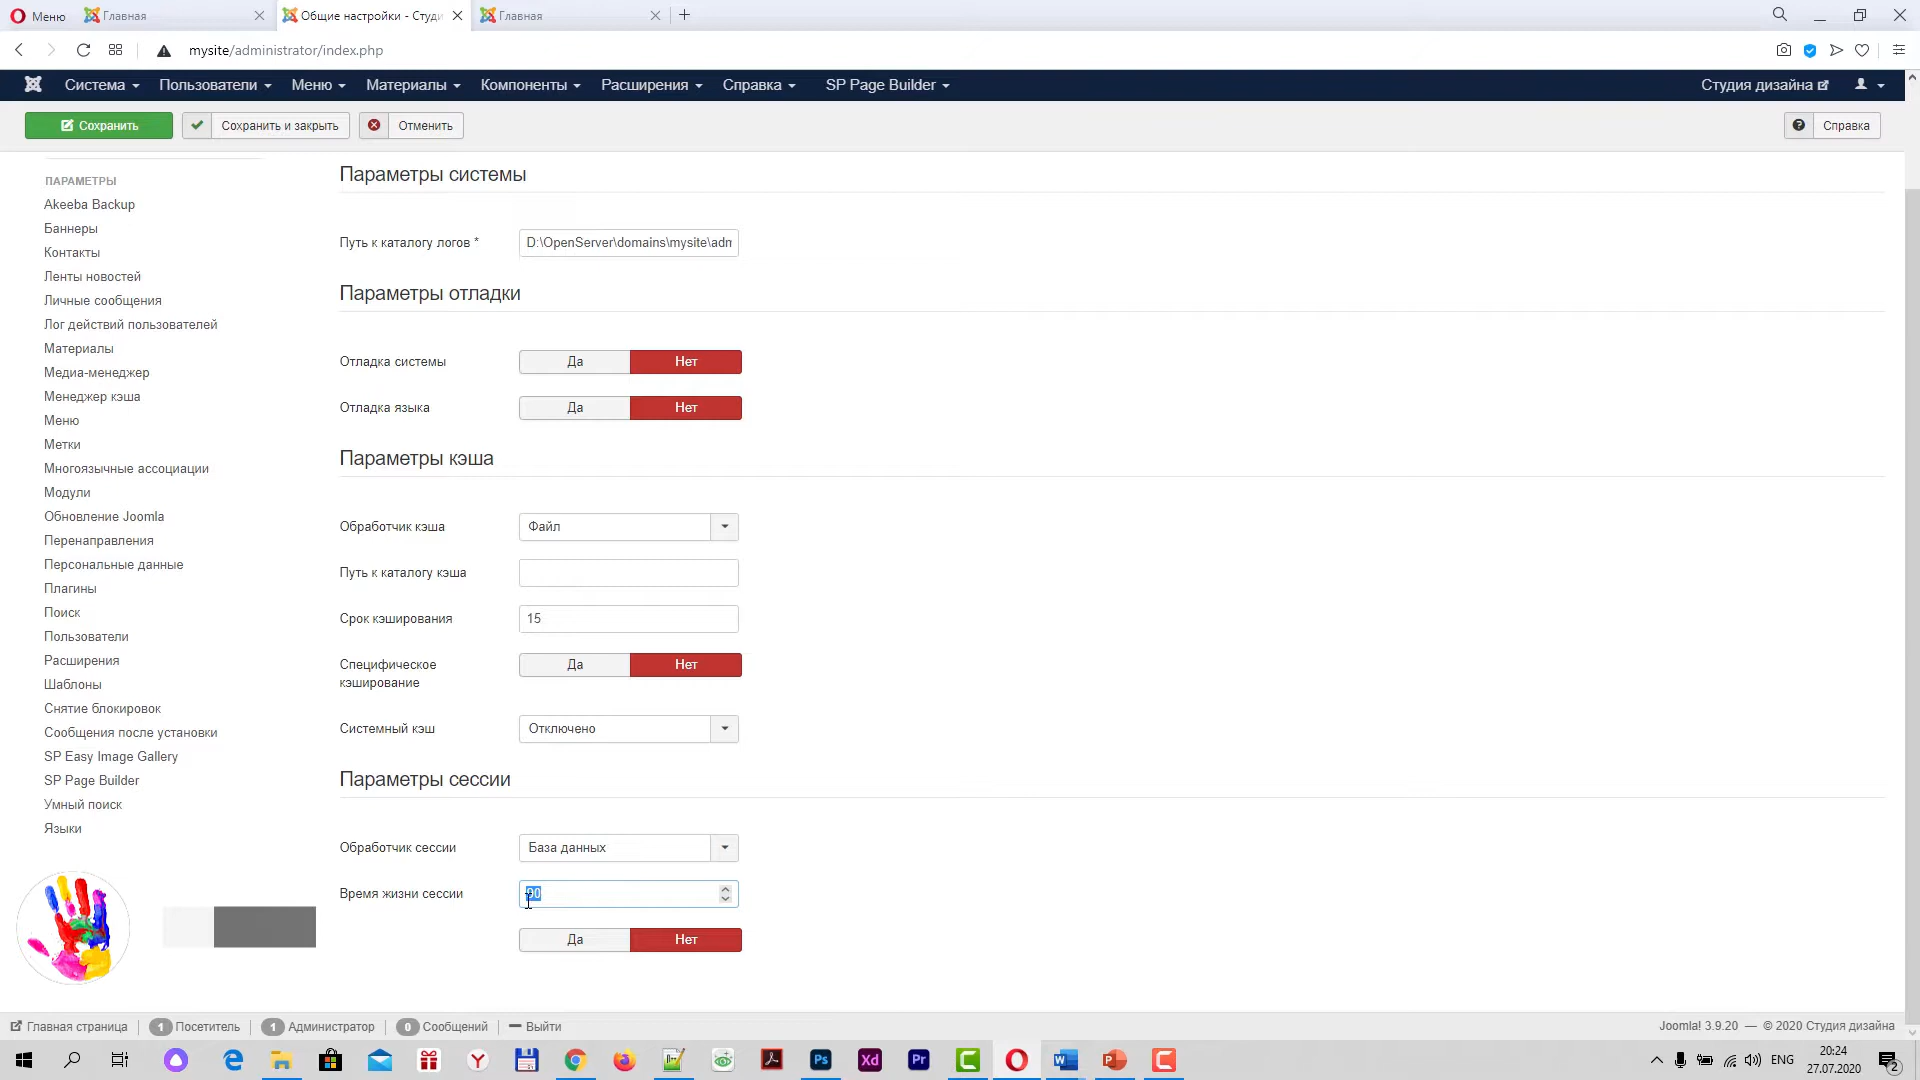 Меню
Главная
Общие настройки - Студи
Главная
mysite/administrator/index.php
Система
Пользователи
Меню
Материалы
Компоненты
Расширения
Справка
SP Page Builder
Студия дизайна
Сохранить
Сохранить и закрыть
Отменить
Справка
ПАРАМЕТРЫ
Akeeba Backup
Баннеры
Контакты
Ленты новостей
Личные сообщения
Лог действий пользователей
Материалы
Медиа-менеджер
Менеджер кэша
Меню
Метки
Многоязычные ассоциации
Модули
Обновление Joomla
Перенаправления
Персональные данные
Плагины
Поиск
Пользователи
Расширения
Шаблоны
Снятие блокировок
Сообщения после установки
SP Easy Image Gallery
SP Page Builder
Умный поиск
Языки
Параметры системы
Путь к каталогу логов * D:\OpenServer\domains\mysite\adm
Параметры отладки
Отладка системы Да Нет
Отладка языка Да Нет
Параметры кэша
Обработчик кэша Файл
Путь к каталогу кэша
Срок кэширования 15
Специфическое
кэширование
Да Нет
Системный кэш Отключено
Параметры сессии
Обработчик сессии База данных
Время жизни сессии 90
Да Нет
Главная страница 1 Посетитель 1 Администратор 0 Сообщений Выйти
Joomla! 3.9.20 — © 2020 Студия дизайна
Ps
Xd
Pr
ENG
20:24
27.07.2020
2